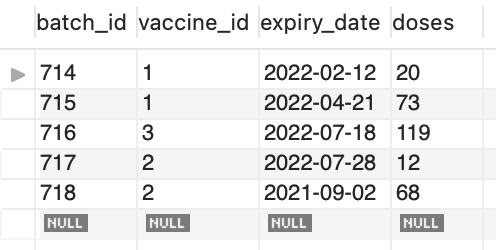 batch_id vaccine_id expiry_date doses
714 1 2022-02-12 20
715 1 2022-04-21 73
716 3 2022-07-18 119
717 2 2022-07-28 12
718 2 2021-09-02 68
NULL NULL NULL NULL